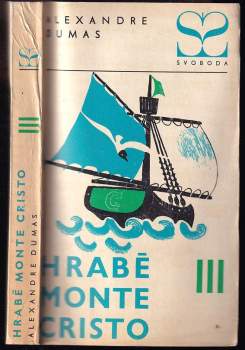 ALEXANDRE
DUMAS
SVOBODA
HRABĚ
MONTE
CRISTO
III
III
HRABĚ MONTE CRISTO
ALEXANDRE DUMAS